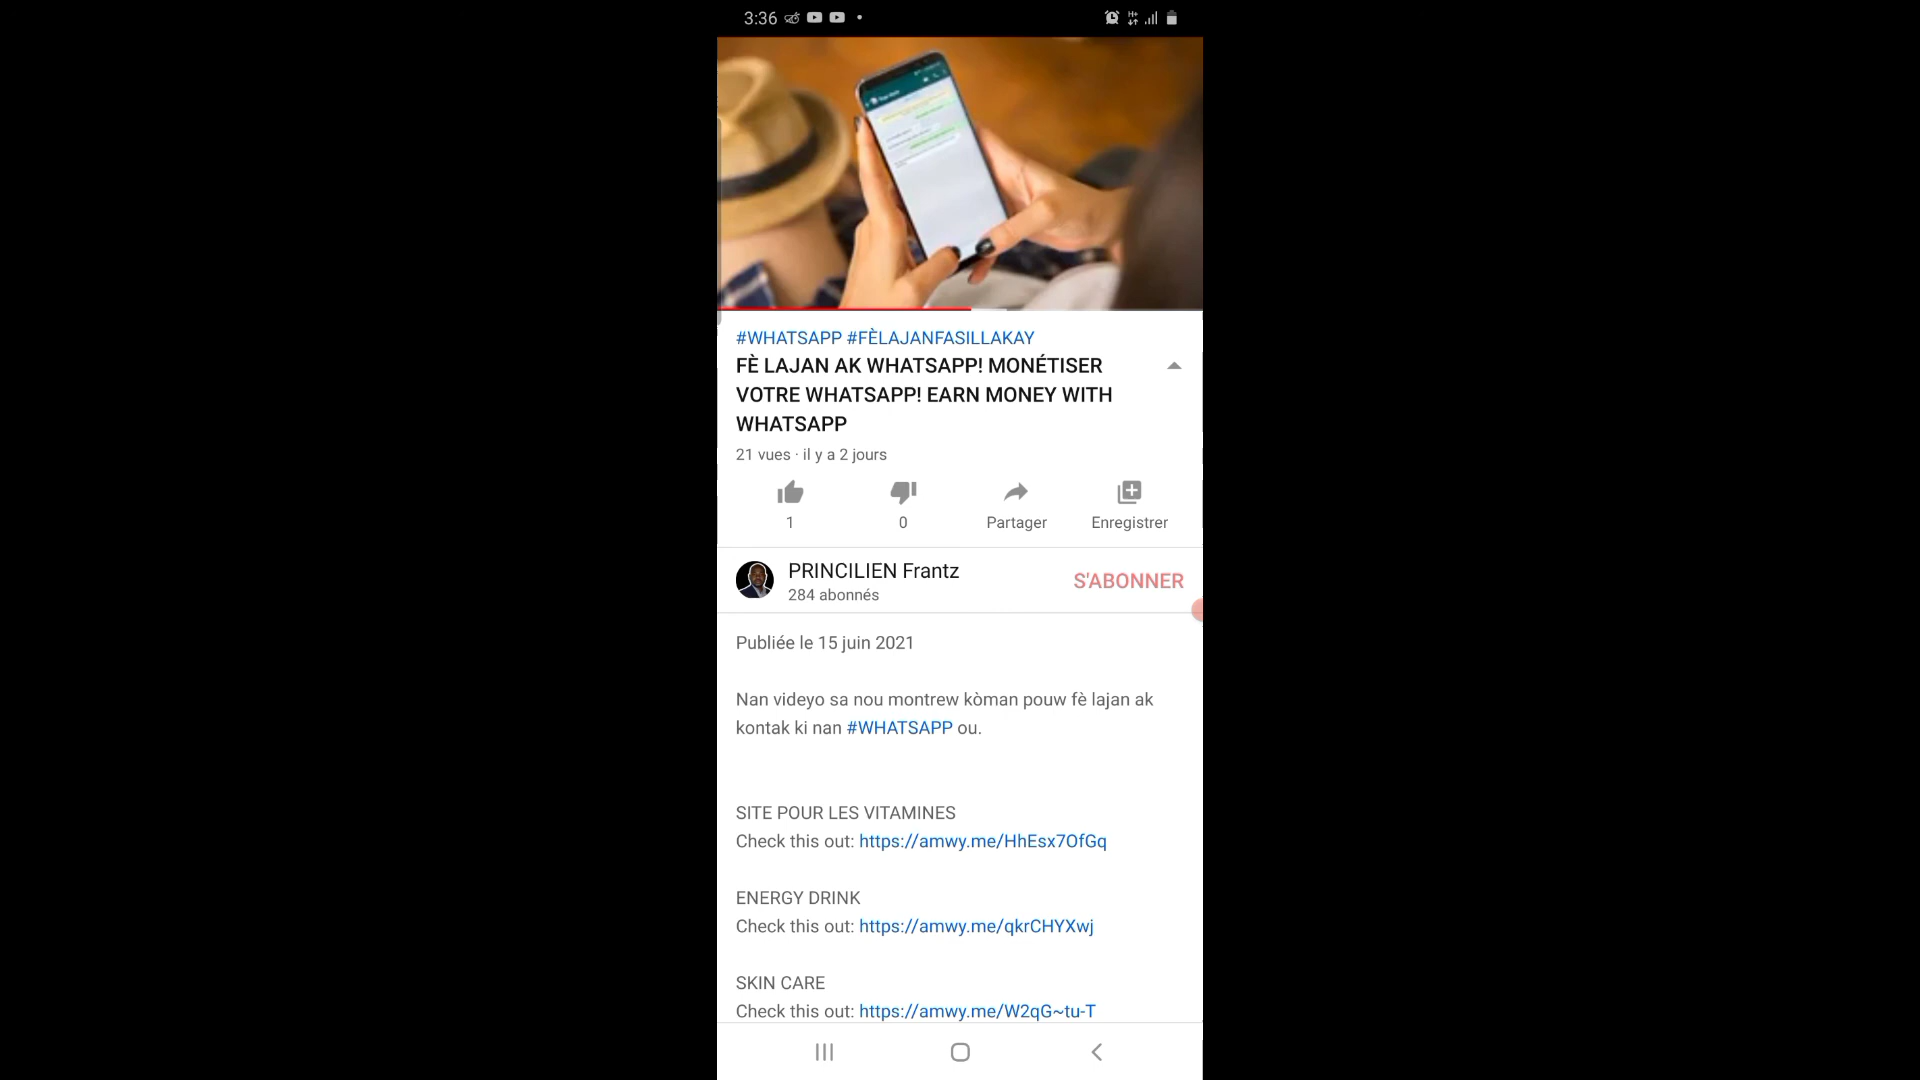 3:36
#WHATSAPP #FÈLAJANFASILLAKAY
FÈ LAJAN AK WHATSAPP! MONÉTISER
VOTRE WHATSAPP! EARN MONEY WITH
WHATSAPP
21 vues · il y a 2 jours
1
0
Partager
Enregistrer
PRINCILIEN Frantz
284 abonnés
S'ABONNER
Publiée le 15 juin 2021
Nan videyo sa nou montrew kòman pouw fè lajan ak
kontak ki nan #WHATSAPP ou.
SITE POUR LES VITAMINES
Check this out: https://amwy.me/HhEsx7OfGq
ENERGY DRINK
Check this out: https://amwy.me/qkrCHYXwj
SKIN CARE
Check this out: https://amwy.me/W2qG~tu-T